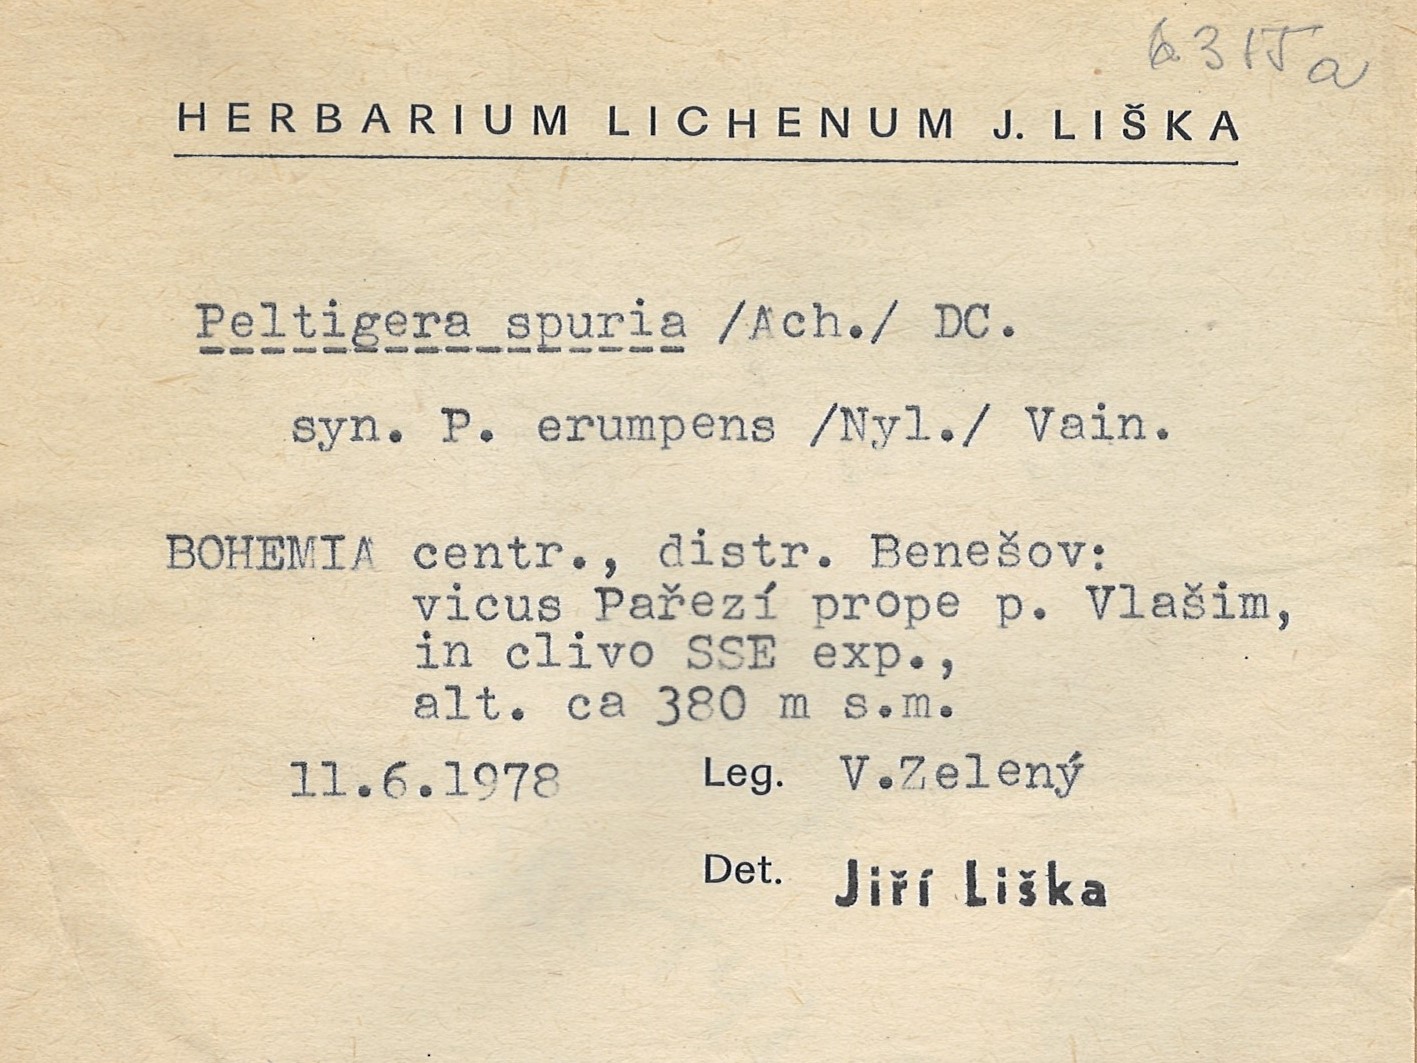 HERBARIUM LICHENUM J. LIŠKA
Peltigera spuria /Ach./ DC.
syn. P. erumpens /Nyl./ Vain.
BOHEMIA centr., distr. Benešov:
vicus Pařezí prope p. Vlašim,
in clivo SSE exp.,
alt. ca 380 m s.m.
11.6.1978 Leg. V.Zelený
Det. Jiří Liška